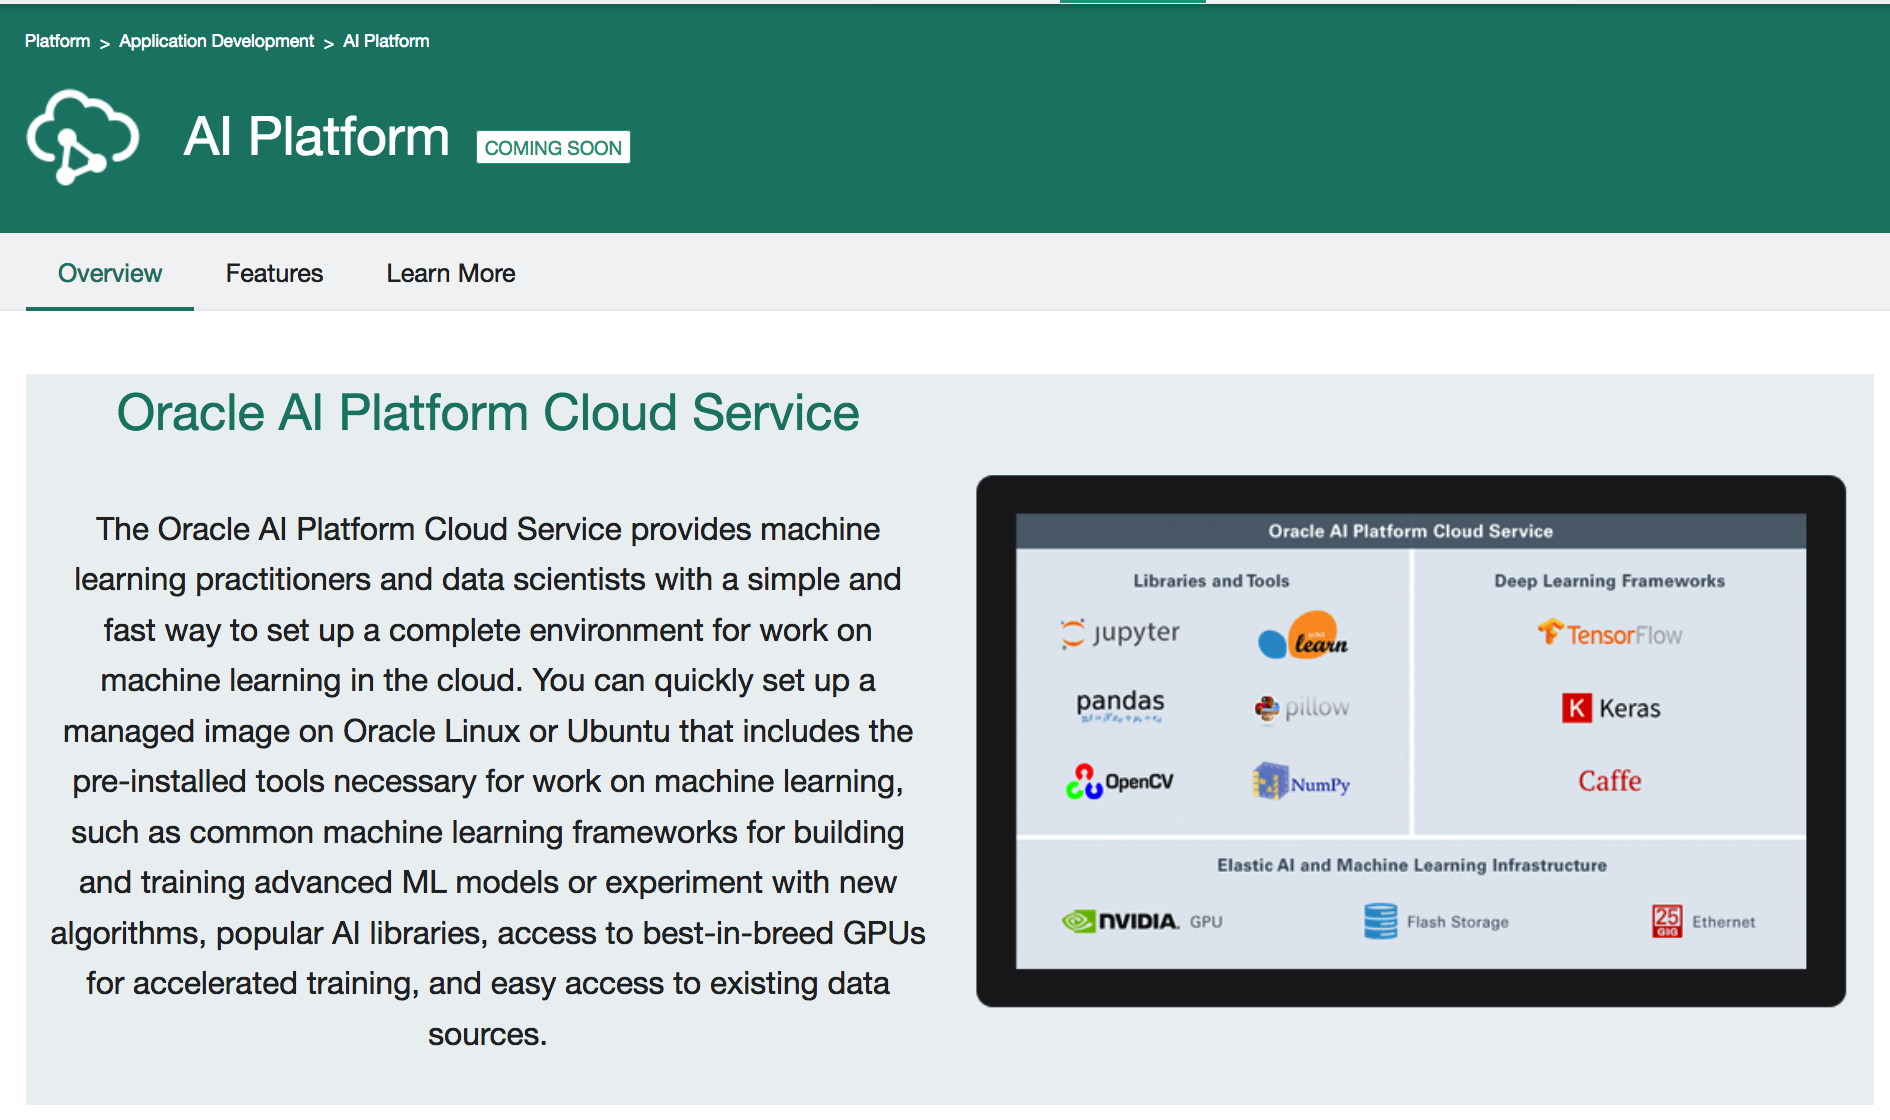 Platform > Application Development > AI Platform
AI Platform COMING SOON
Overview Features Learn More
Oracle AI Platform Cloud Service
The Oracle AI Platform Cloud Service provides machine
learning practitioners and data scientists with a simple and
fast way to set up a complete environment for work on
machine learning in the cloud. You can quickly set up a
managed image on Oracle Linux or Ubuntu that includes the
pre-installed tools necessary for work on machine learning,
such as common machine learning frameworks for building
and training advanced ML models or experiment with new
algorithms, popular AI libraries, access to best-in-breed GPUs
for accelerated training, and easy access to existing data
sources.
Oracle AI Platform Cloud Service
Libraries and Tools
jupyter
learn
pandas
pillow
OpenCV
NumPy
Deep Learning Frameworks
TensorFlow
K Keras
Caffe
Elastic AI and Machine Learning Infrastructure
NVIDIA. GPU
Flash Storage
25 GIG Ethernet